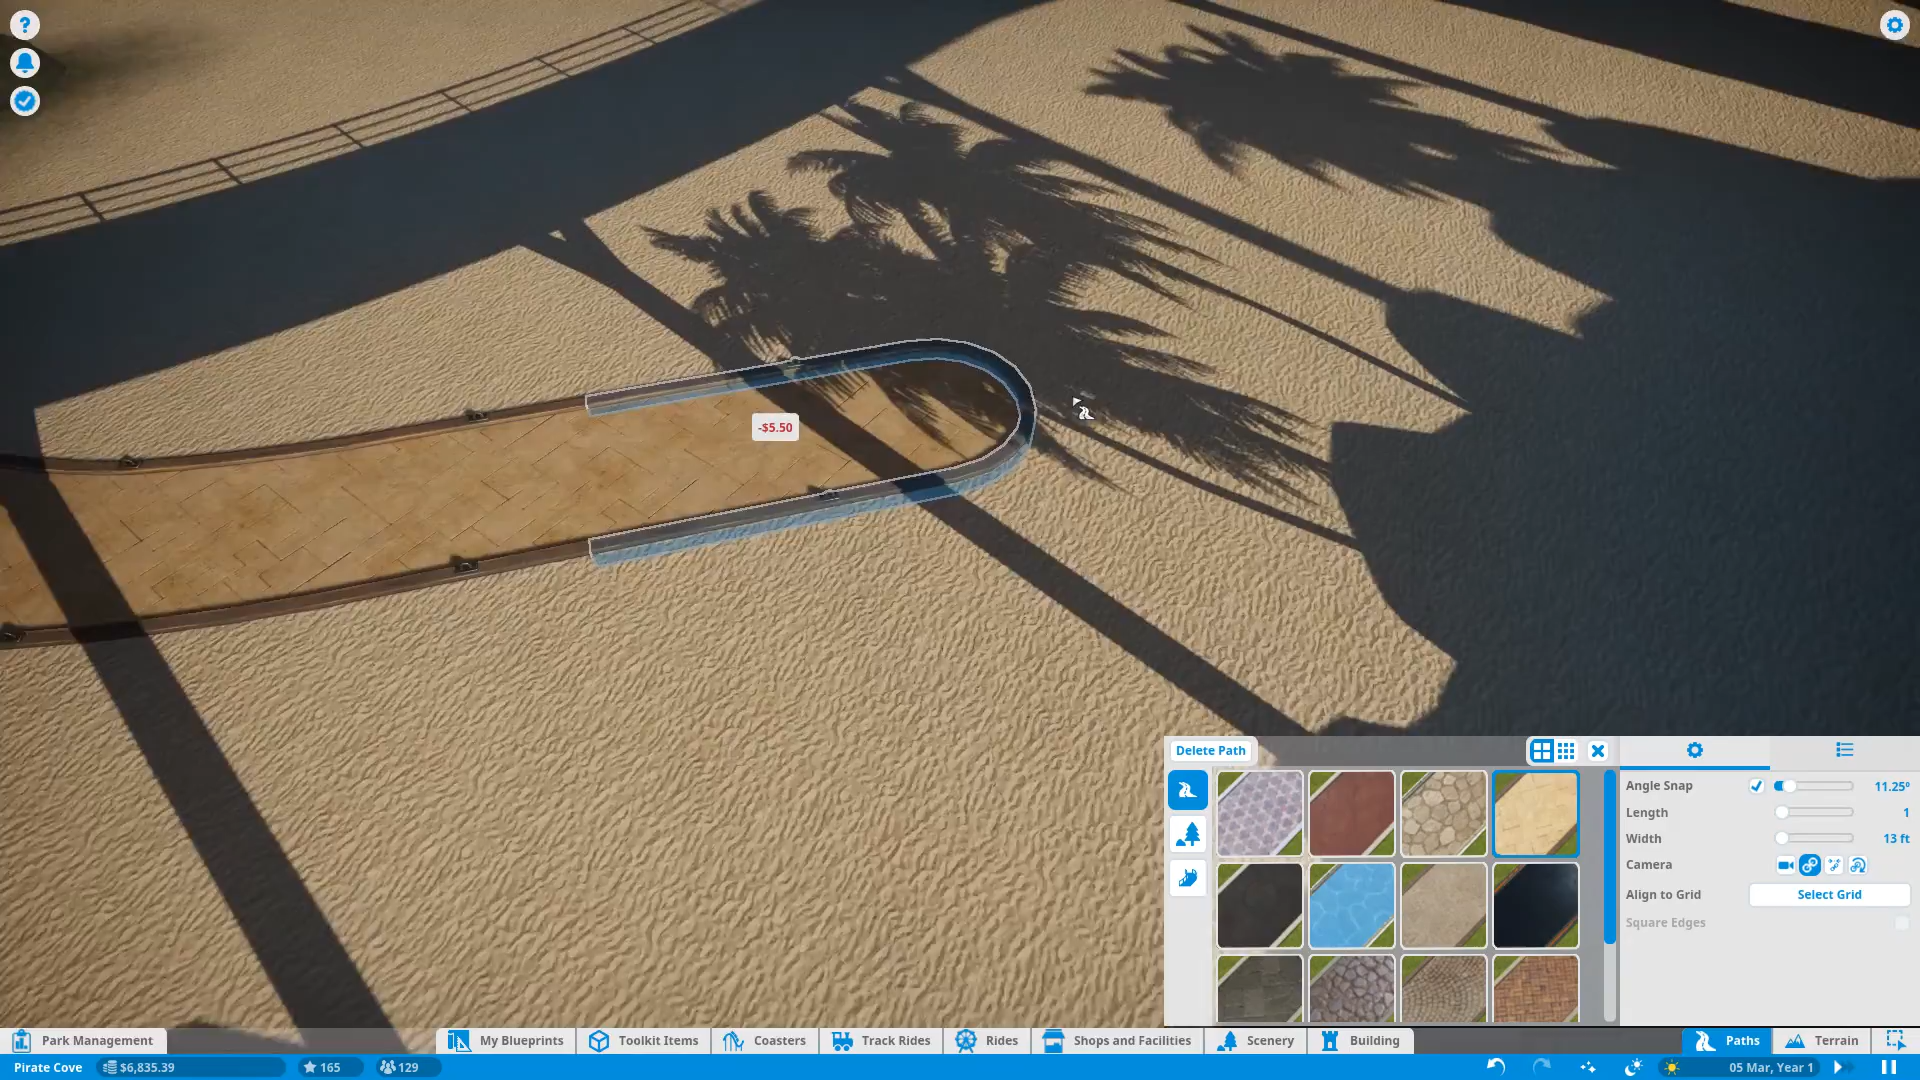 ?
-$5.50
Delete Path
Angle Snap 11.25º
Length 1
Width 13 ft
Camera
Align to Grid Select Grid
Square Edges
Park Management
My Blueprints
Toolkit Items
Coasters
Track Rides
Rides
Shops and Facilities
Scenery
Building
Paths
Terrain
Pirate Cove $6,835.39 165 129 05 Mar, Year 1